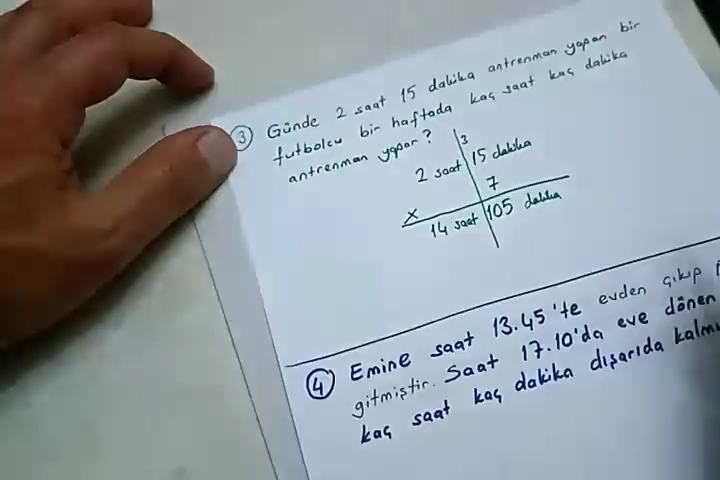 3 Günde 2 saat 15 dakika antrenman yapan bir
futbolcu bir haftada kaç saat kaç dakika
antrenman yapar?
3
2 saat 15 dakika
7
x
14 saat 105 dakika
4 Emine saat 13.45'te evden çıkıp
gitmiştir. Saat 17.10'da eve dönen
kaç saat kaç dakika dışarıda